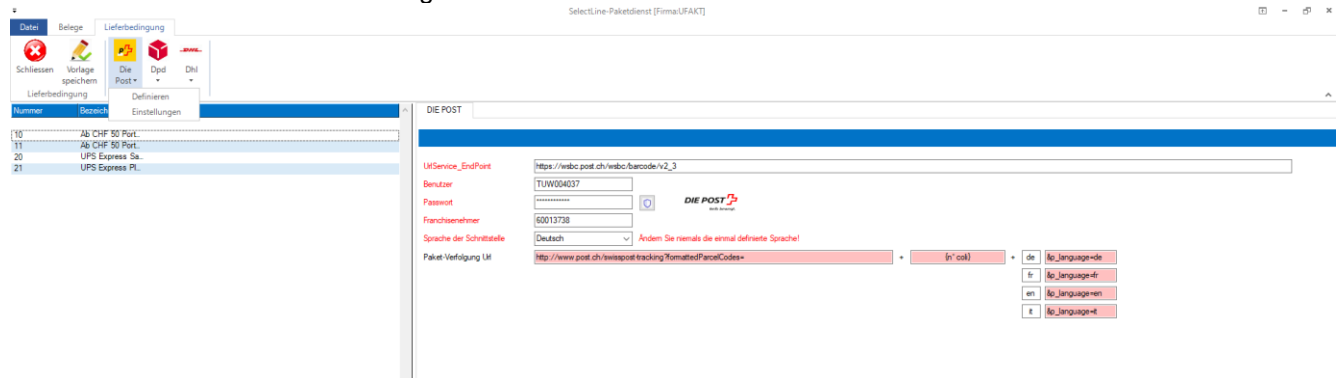 g
SelectLine-Paketdienst [Firma:UFAKT]
Datei Belege Lieferbedingung
Schliessen Vorlage speichern Die Post Dpd Dhl
Lieferbedingung
Definieren
Einstellungen
Nummer Bezeich
DIE POST
10 Ab CHF 50 Port..
11 Ab CHF 50 Port..
20 UPS Express Sa..
21 UPS Express Pl..
UrlService_EndPoint https://wsbc.post.ch/wsbc/barcode/v2_3
Benutzer TUW004037
Passwort ************ DIE POST
Franchisenehmer 60013738
Sprache der Schnittstelle Deutsch Ändern Sie niemals die einmal definierte Sprache!
Paket-Verfolgung Url http://www.post.ch/swisspost-tracking?formattedParcelCodes= + {n° coli} + de &p_language=de
fr &p_language=fr
en &p_language=en
it &p_language=it